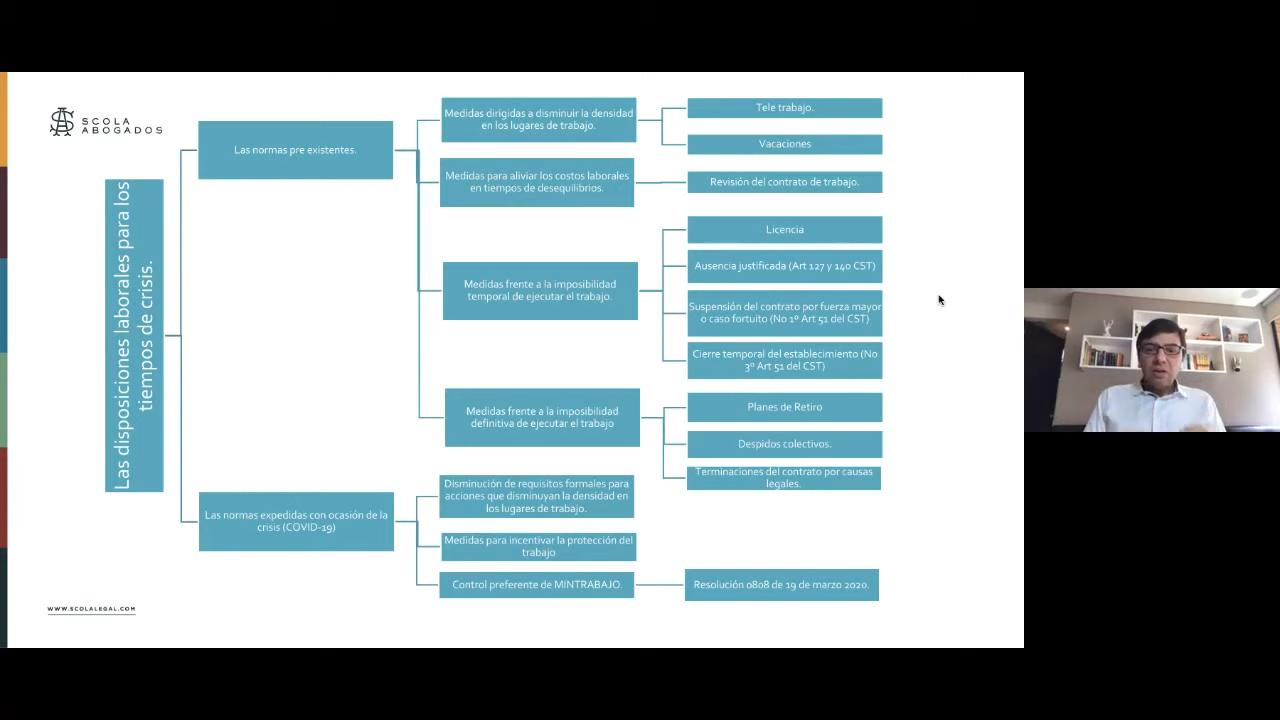 SCOLA
ABOGADOS
Las disposiciones laborales para los
tiempos de crisis.
Las normas pre existentes.
Medidas dirigidas a disminuir la densidad
en los lugares de trabajo.
Tele trabajo.
Vacaciones
Medidas para aliviar los costos laborales
en tiempos de desequilibrios.
Revisión del contrato de trabajo.
Medidas frente a la imposibilidad
temporal de ejecutar el trabajo.
Licencia
Ausencia justificada (Art 127 y 140 CST)
Suspensión del contrato por fuerza mayor
o caso fortuito (No 1º Art 51 del CST)
Cierre temporal del establecimiento (No
3º Art 51 del CST)
Medidas frente a la imposibilidad
definitiva de ejecutar el trabajo
Planes de Retiro
Despidos colectivos.
Terminaciones del contrato por causas
legales.
Las normas expedidas con ocasión de la
crisis (COVID-19)
Disminución de requisitos formales para
acciones que disminuyan la densidad en
los lugares de trabajo.
Medidas para incentivar la protección del
trabajo
Control preferente de MINTRABAJO.
Resolución 0808 de 19 de marzo 2020.
WWW.SCOLALEGAL.COM